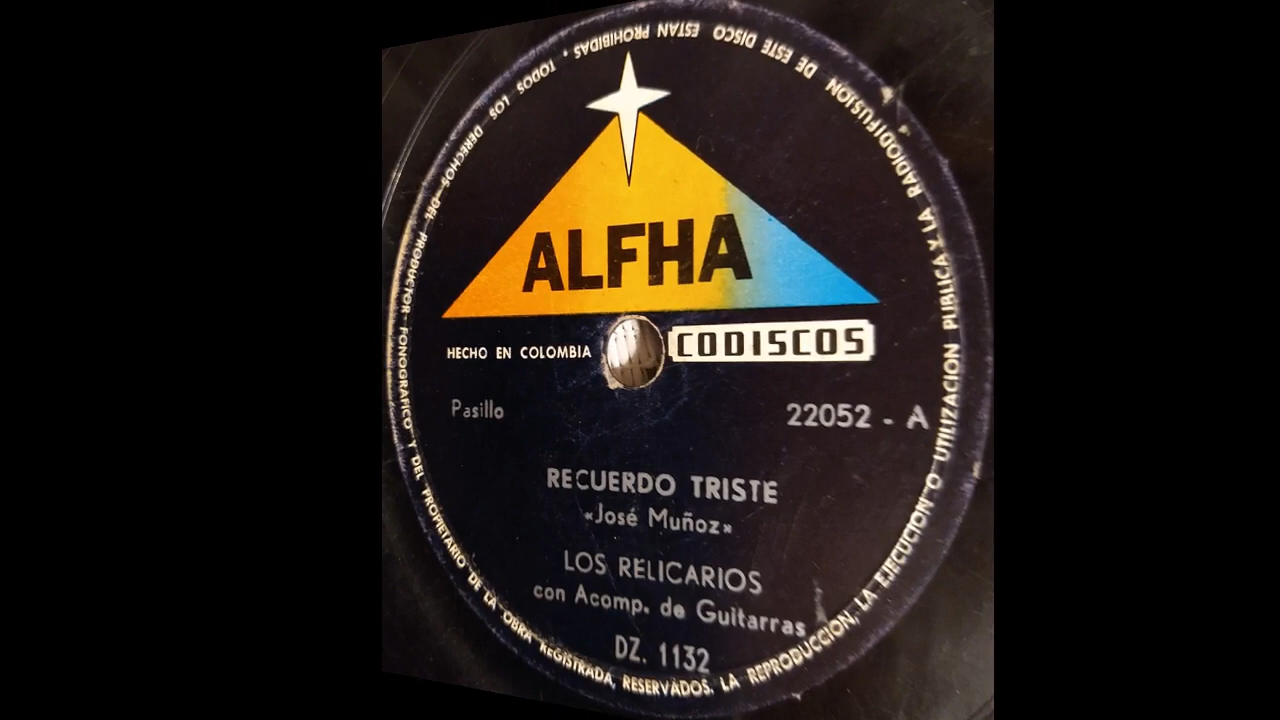 ALFHA
HECHO EN COLOMBIA
CODISCOS
Pasillo
22052 - A
RECUERDO TRISTE
«José Muñoz»
LOS RELICARIOS
con Acomp. de Guitarras
DZ. 1132
TODOS LOS DERECHOS DEL PRODUCTOR FONOGRAFICO Y DEL PROPIETARIO DE LA OBRA REGISTRADA, RESERVADOS. LA REPRODUCCION, LA EJECUCION O UTILIZACION PUBLICA Y LA RADIODIFUSION DE ESTE DISCO ESTAN PROHIBIDAS.